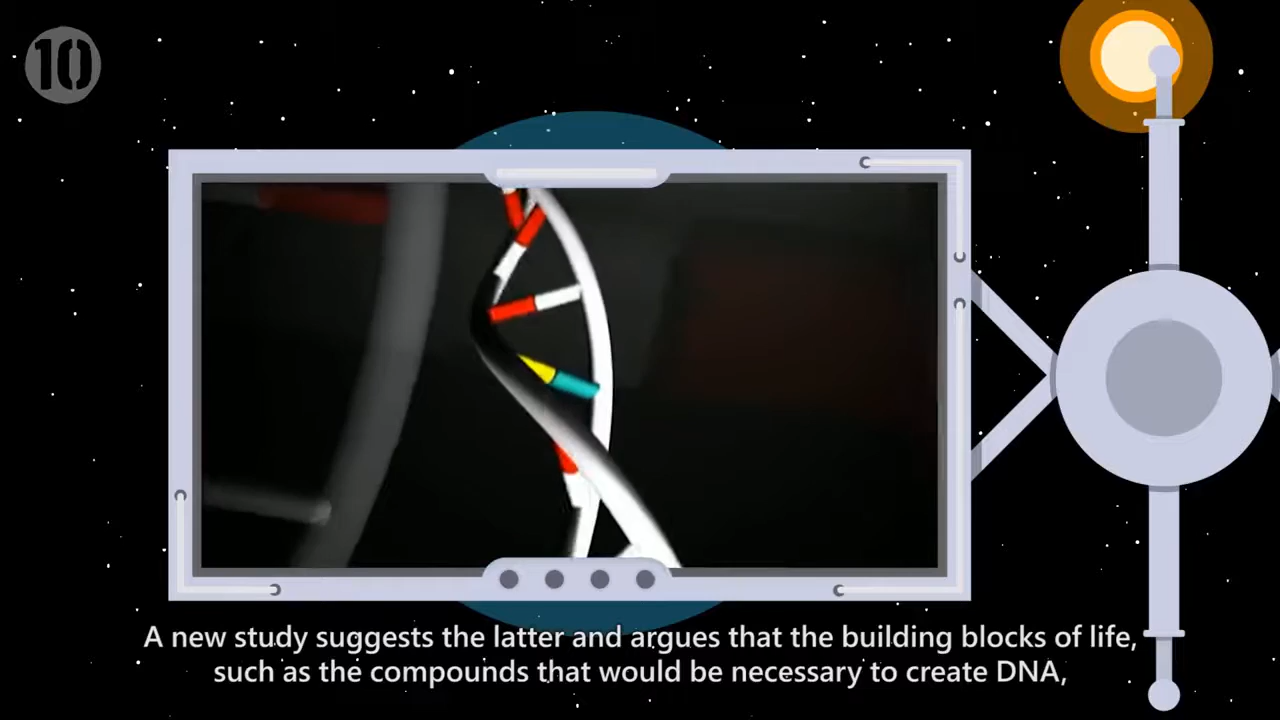 10
A new study suggests the latter and argues that the building blocks of life,
such as the compounds that would be necessary to create DNA,